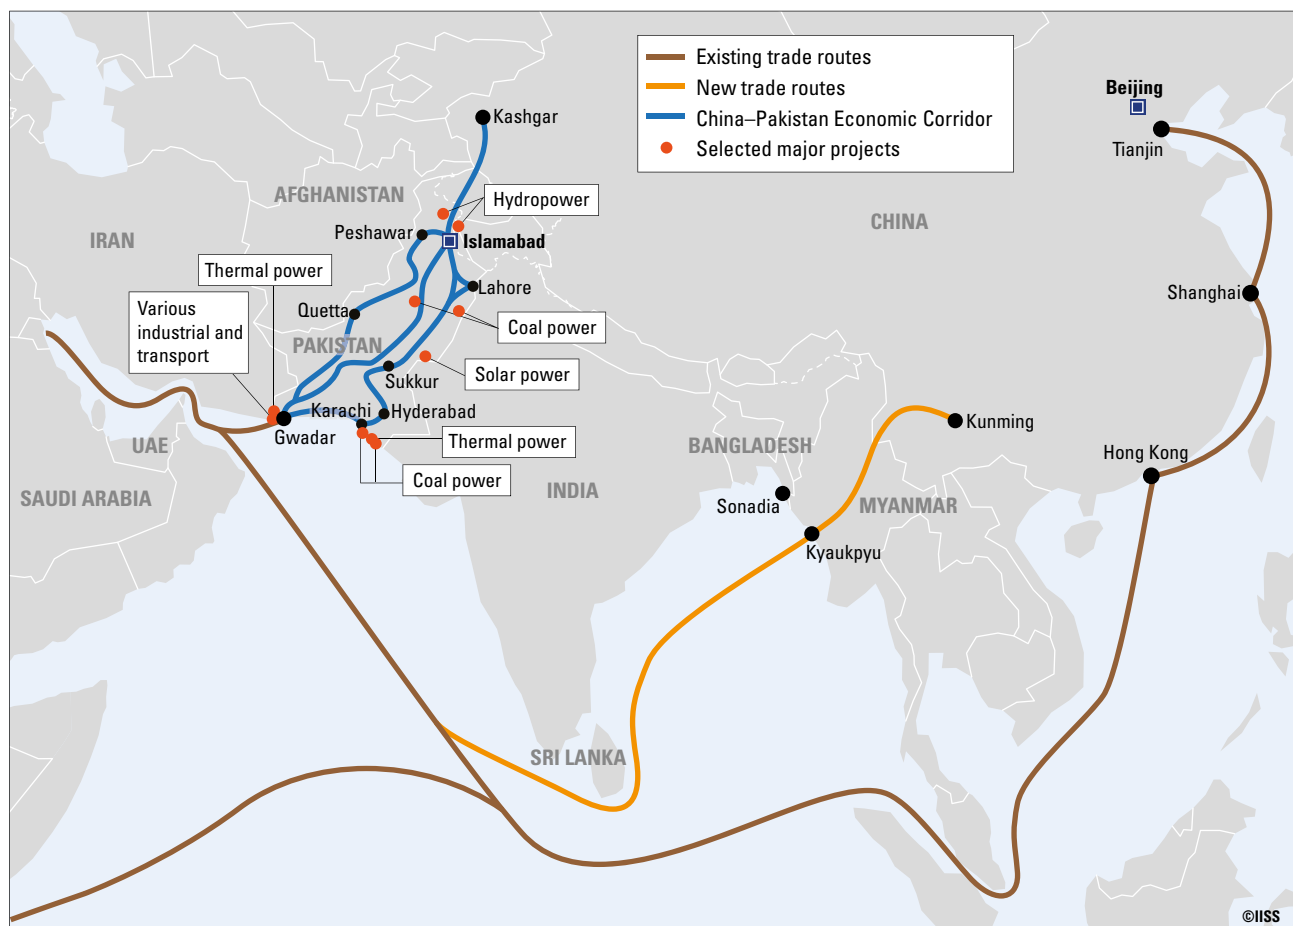 Existing trade routes
New trade routes
China–Pakistan Economic Corridor
Selected major projects
Beijing
Tianjin
Kashgar
AFGHANISTAN
Hydropower
CHINA
IRAN
Peshawar
Islamabad
Thermal power
Lahore
Shanghai
Various
industrial and
transport
Quetta
Coal power
PAKISTAN
Sukkur
Solar power
Karachi
Hyderabad
Gwadar
Thermal power
UAE
BANGLADESH
Kunming
Hong Kong
Coal power
SAUDI ARABIA
INDIA
Sonadia
MYANMAR
Kyaukpyu
SRI LANKA
©IISS